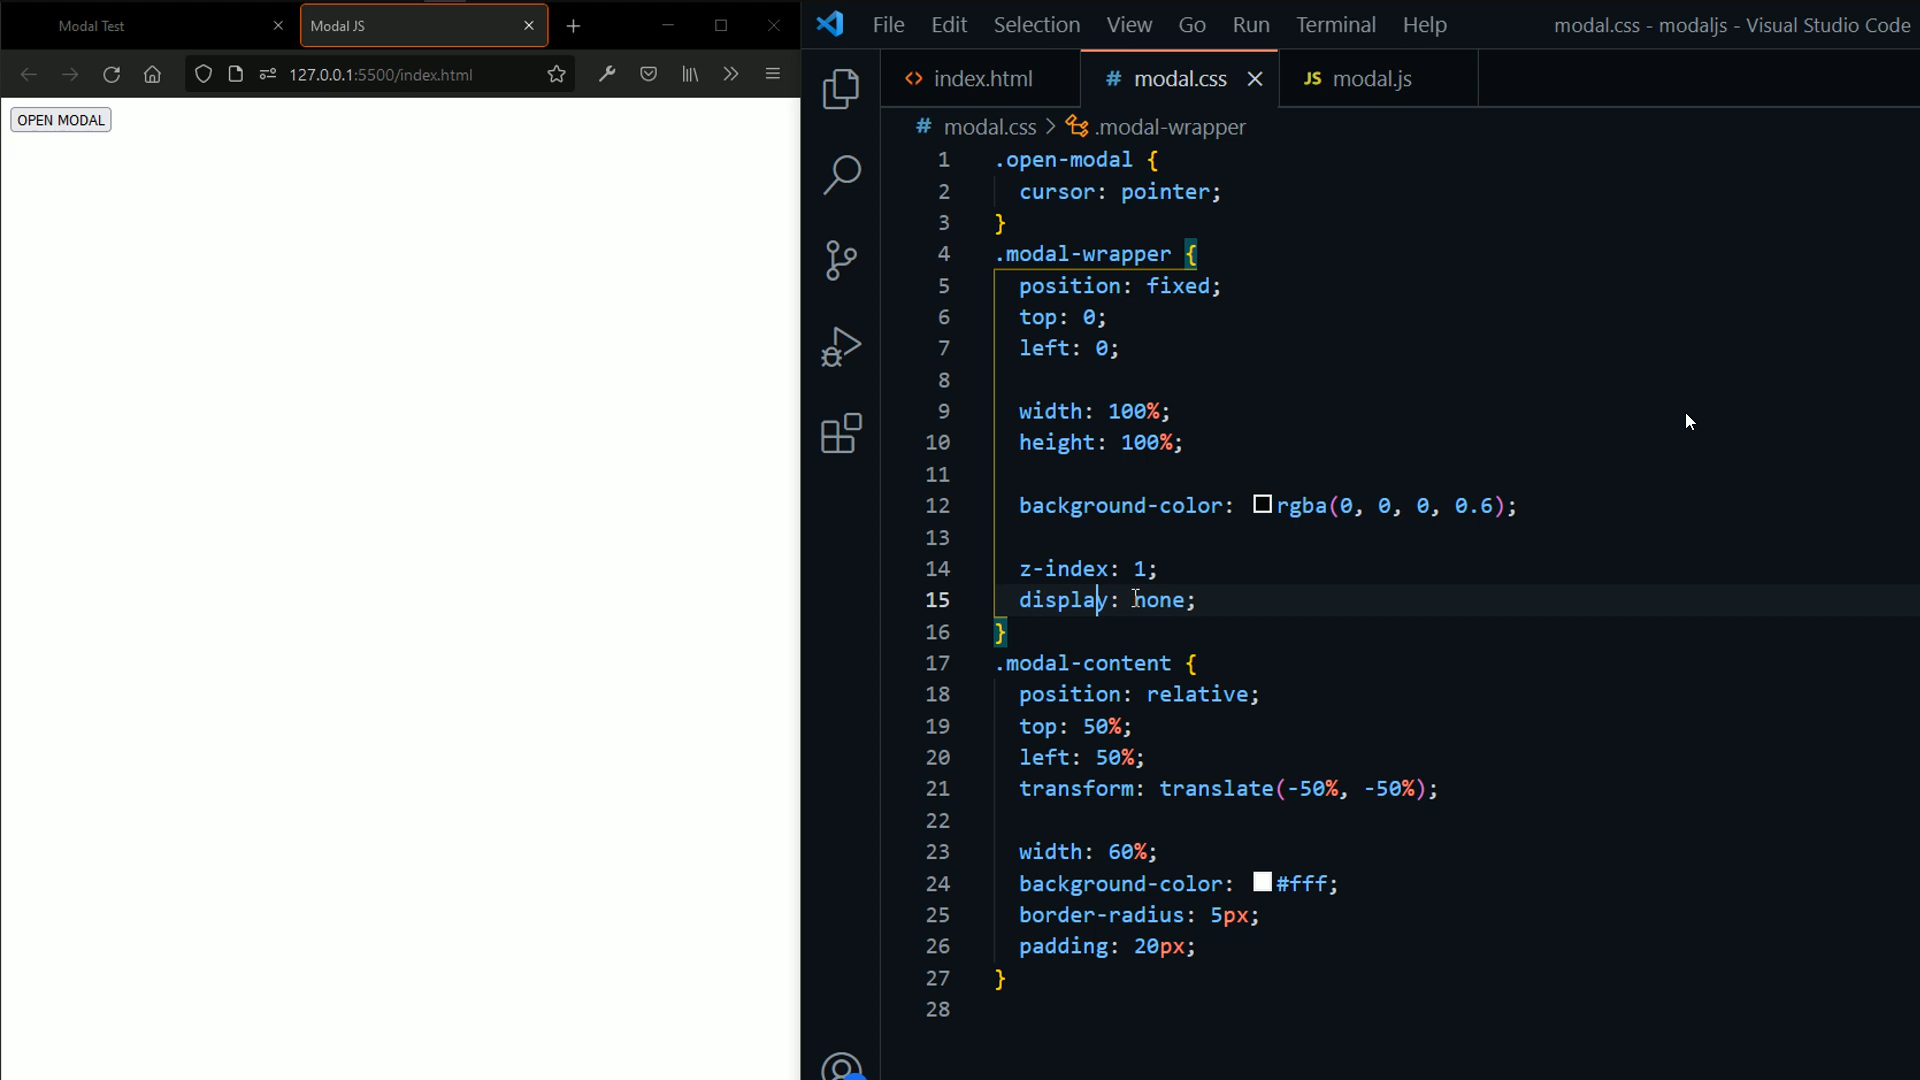 Modal Test
Modal JS
127.0.0.1:5500/index.html
OPEN MODAL
File Edit Selection View Go Run Terminal Help
modal.css - modaljs - Visual Studio Code
<> index.html
# modal.css
JS modal.js
# modal.css > .modal-wrapper
1 .open-modal {
2 cursor: pointer;
3 }
4 .modal-wrapper {
5 position: fixed;
6 top: 0;
7 left: 0;
8
9 width: 100%;
10 height: 100%;
11
12 background-color: rgba(0, 0, 0, 0.6);
13
14 z-index: 1;
15 display: none;
16 }
17 .modal-content {
18 position: relative;
19 top: 50%;
20 left: 50%;
21 transform: translate(-50%, -50%);
22
23 width: 60%;
24 background-color: #fff;
25 border-radius: 5px;
26 padding: 20px;
27 }
28